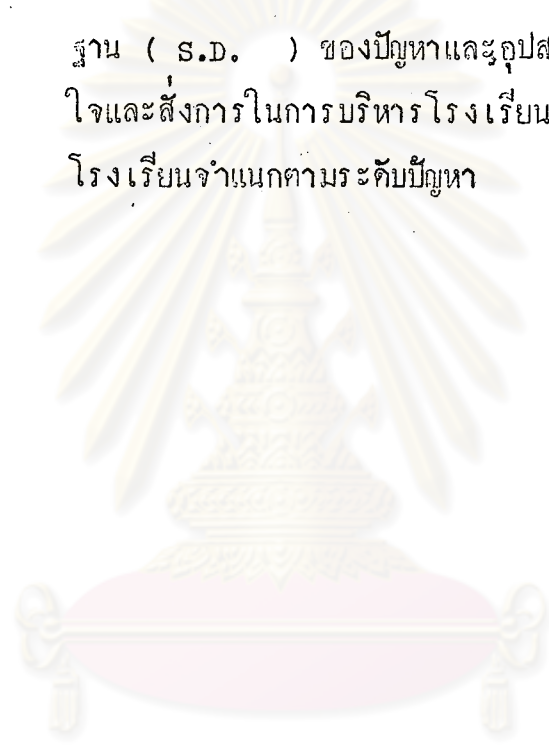 ฐาน ( S.D. ) ของปัญหาและอุปส
ใจและสั่งการในการบริหารโรงเรียน
โรงเรียนจำแนกตามระดับปัญหา